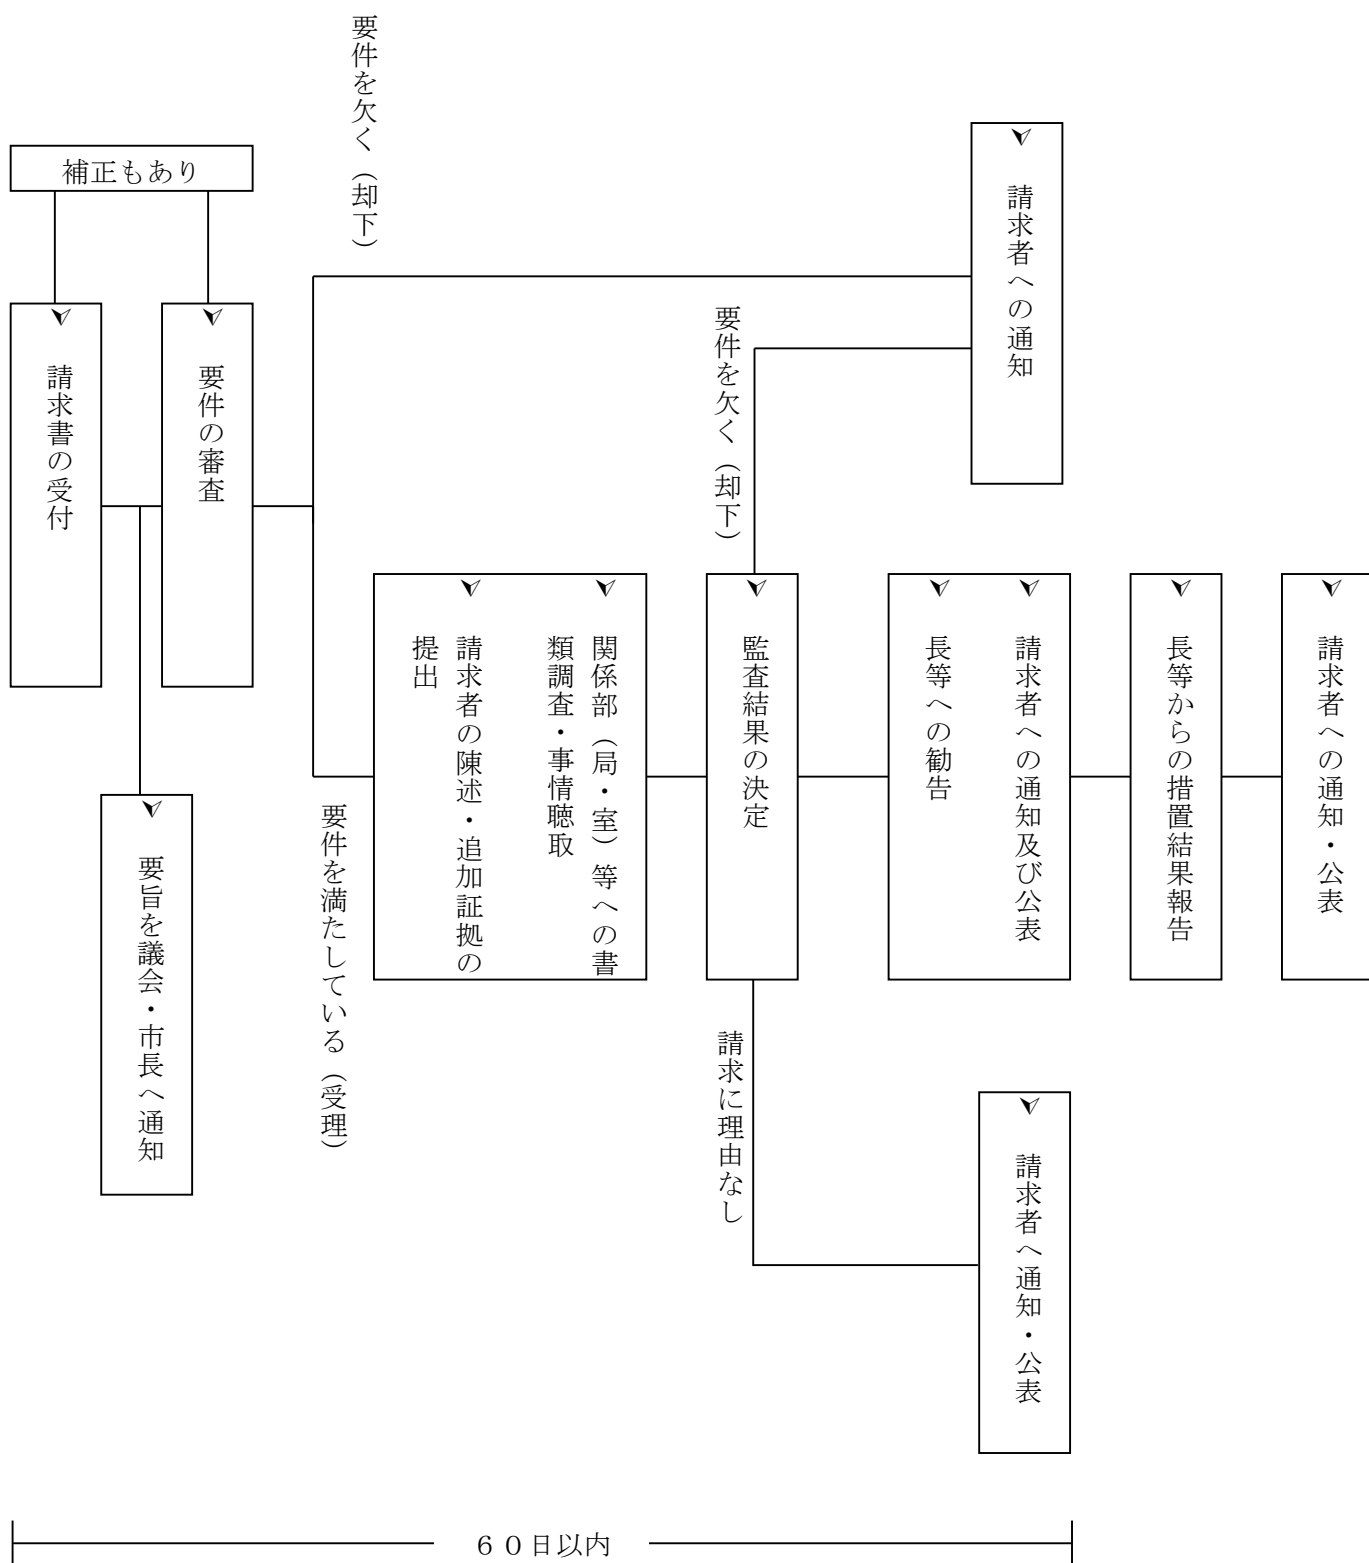 補正もあり
請求書の受付
要件の審査
要旨を議会・市長へ通知
要件を欠く（却下）
要件を満たしている（受理）
関係部（局・室）等への書
類調査・事情聴取
請求者の陳述・追加証拠の
提出
監査結果の決定
要件を欠く（却下）
請求者への通知
請求に理由なし
請求者へ通知・公表
請求者への通知及び公表
長等への勧告
長等からの措置結果報告
請求者への通知・公表
６０日以内